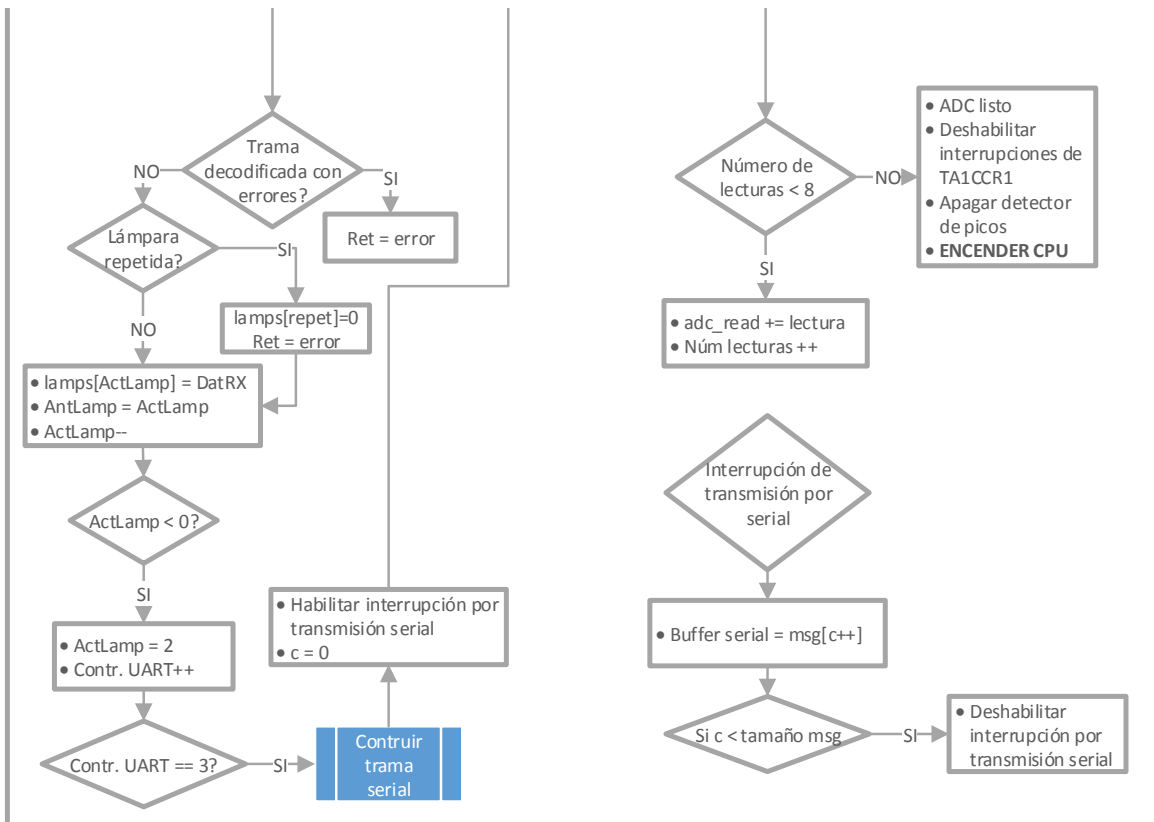 Trama
decodificada con
errores?
NO
SI
Ret = error
Lámpara
repetida?
SI
lamps[repet]=0
Ret = error
NO
• lamps[ActLamp] = DatRX
• AntLamp = ActLamp
• ActLamp--
ActLamp < 0?
SI
• ActLamp = 2
• Contr. UART++
Contr. UART == 3?
SI
Contruir
trama
serial
• Habilitar interrupción por
transmisión serial
• c = 0
Número de
lecturas < 8
NO
• ADC listo
• Deshabilitar
interrupciones de
TA1CCR1
• Apagar detector
de picos
• ENCENDER CPU
SI
• adc_read += lectura
• Núm lecturas ++
Interrupción de
transmisión por
serial
• Buffer serial = msg[c++]
Si c < tamaño msg
SI
• Deshabilitar
interrupción por
transmisión serial